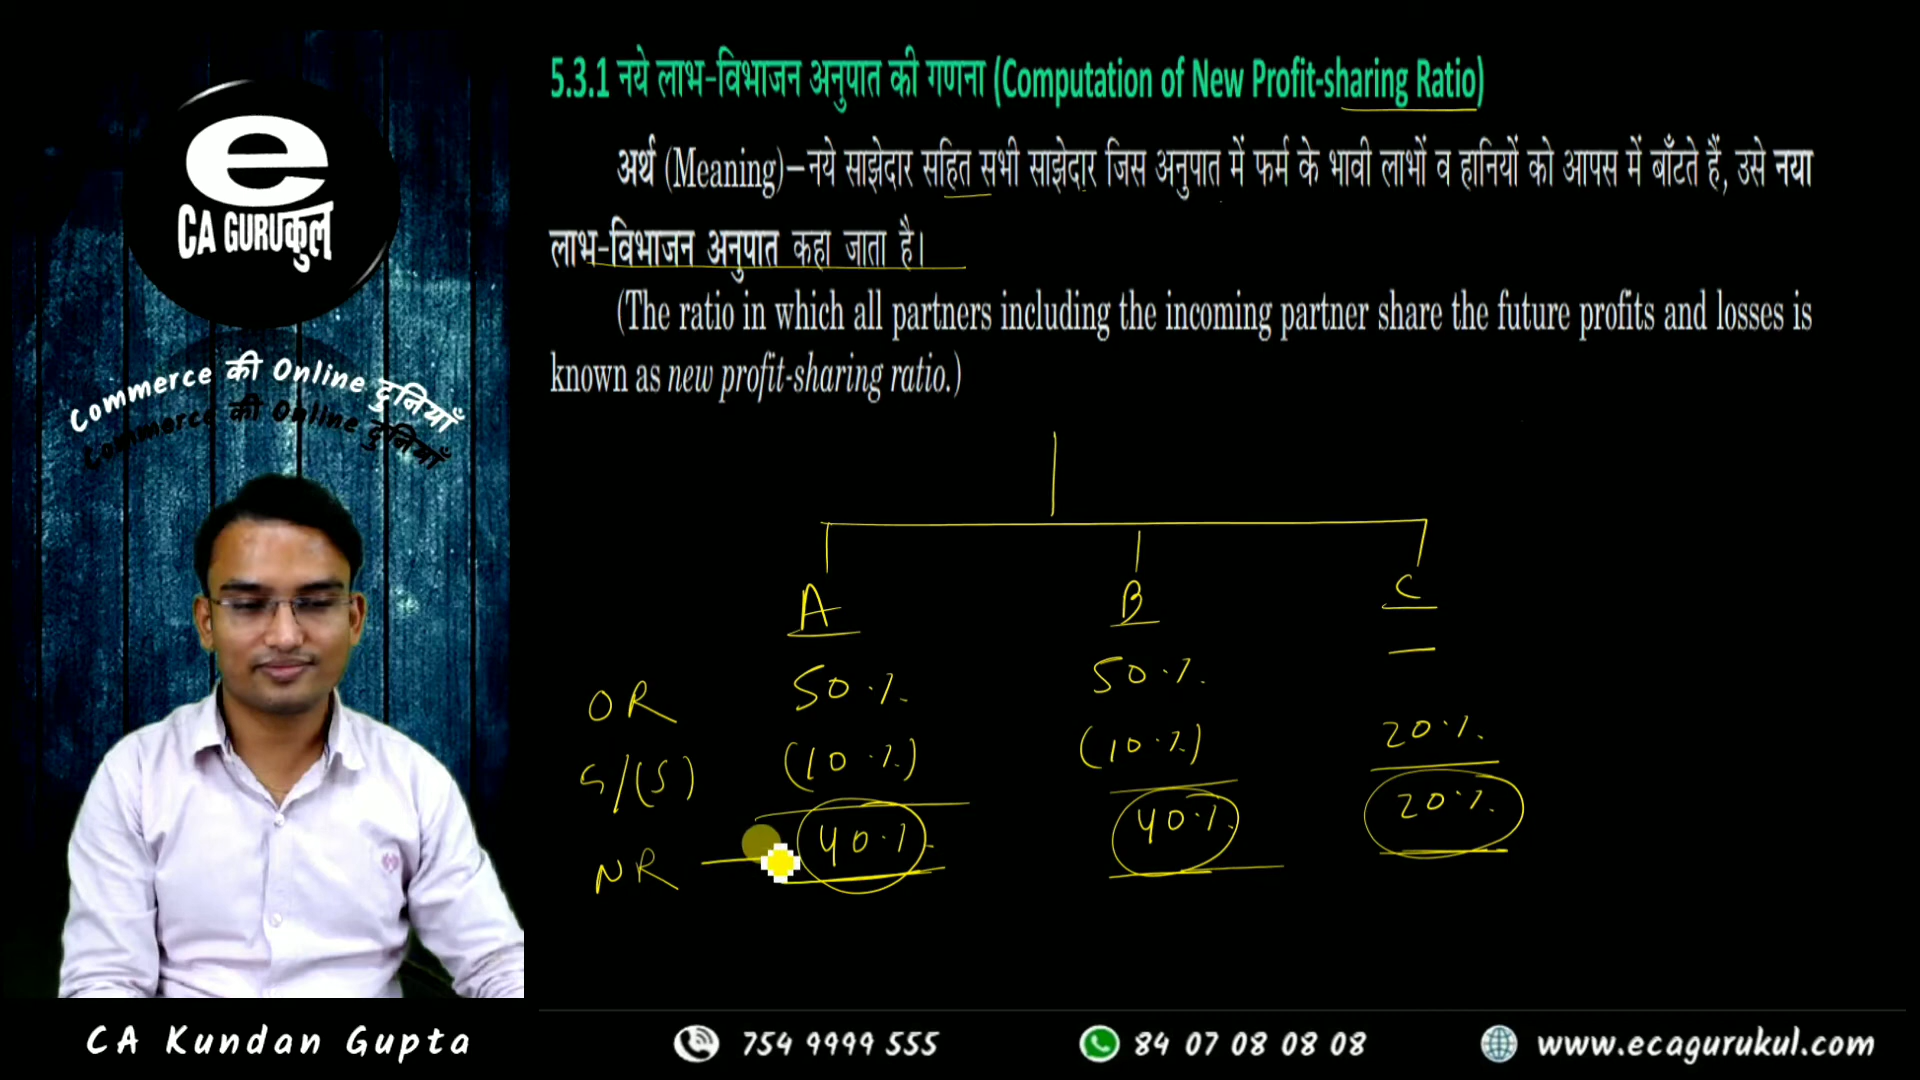 5.3.1 नये लाभ-विभाजन अनुपात की गणना (Computation of New Profit-sharing Ratio)
अर्थ (Meaning)–नये साझेदार सहित सभी साझेदार जिस अनुपात में फर्म के भावी लाभों व हानियों को आपस में बाँटते हैं, उसे नया
लाभ-विभाजन अनुपात कहा जाता है।
(The ratio in which all partners including the incoming partner share the future profits and losses is
known as new profit-sharing ratio.)
e
CA GURUकुल
Commerce की Online दुनियाँ
Commerce की Online दुनियाँ
A B C
OR 50% 50% —
S/(S) (10%) (10%) 20%
NR 40% 40% 20%
CA Kundan Gupta
754 9999 555
84 07 08 08 08
www.ecagurukul.com